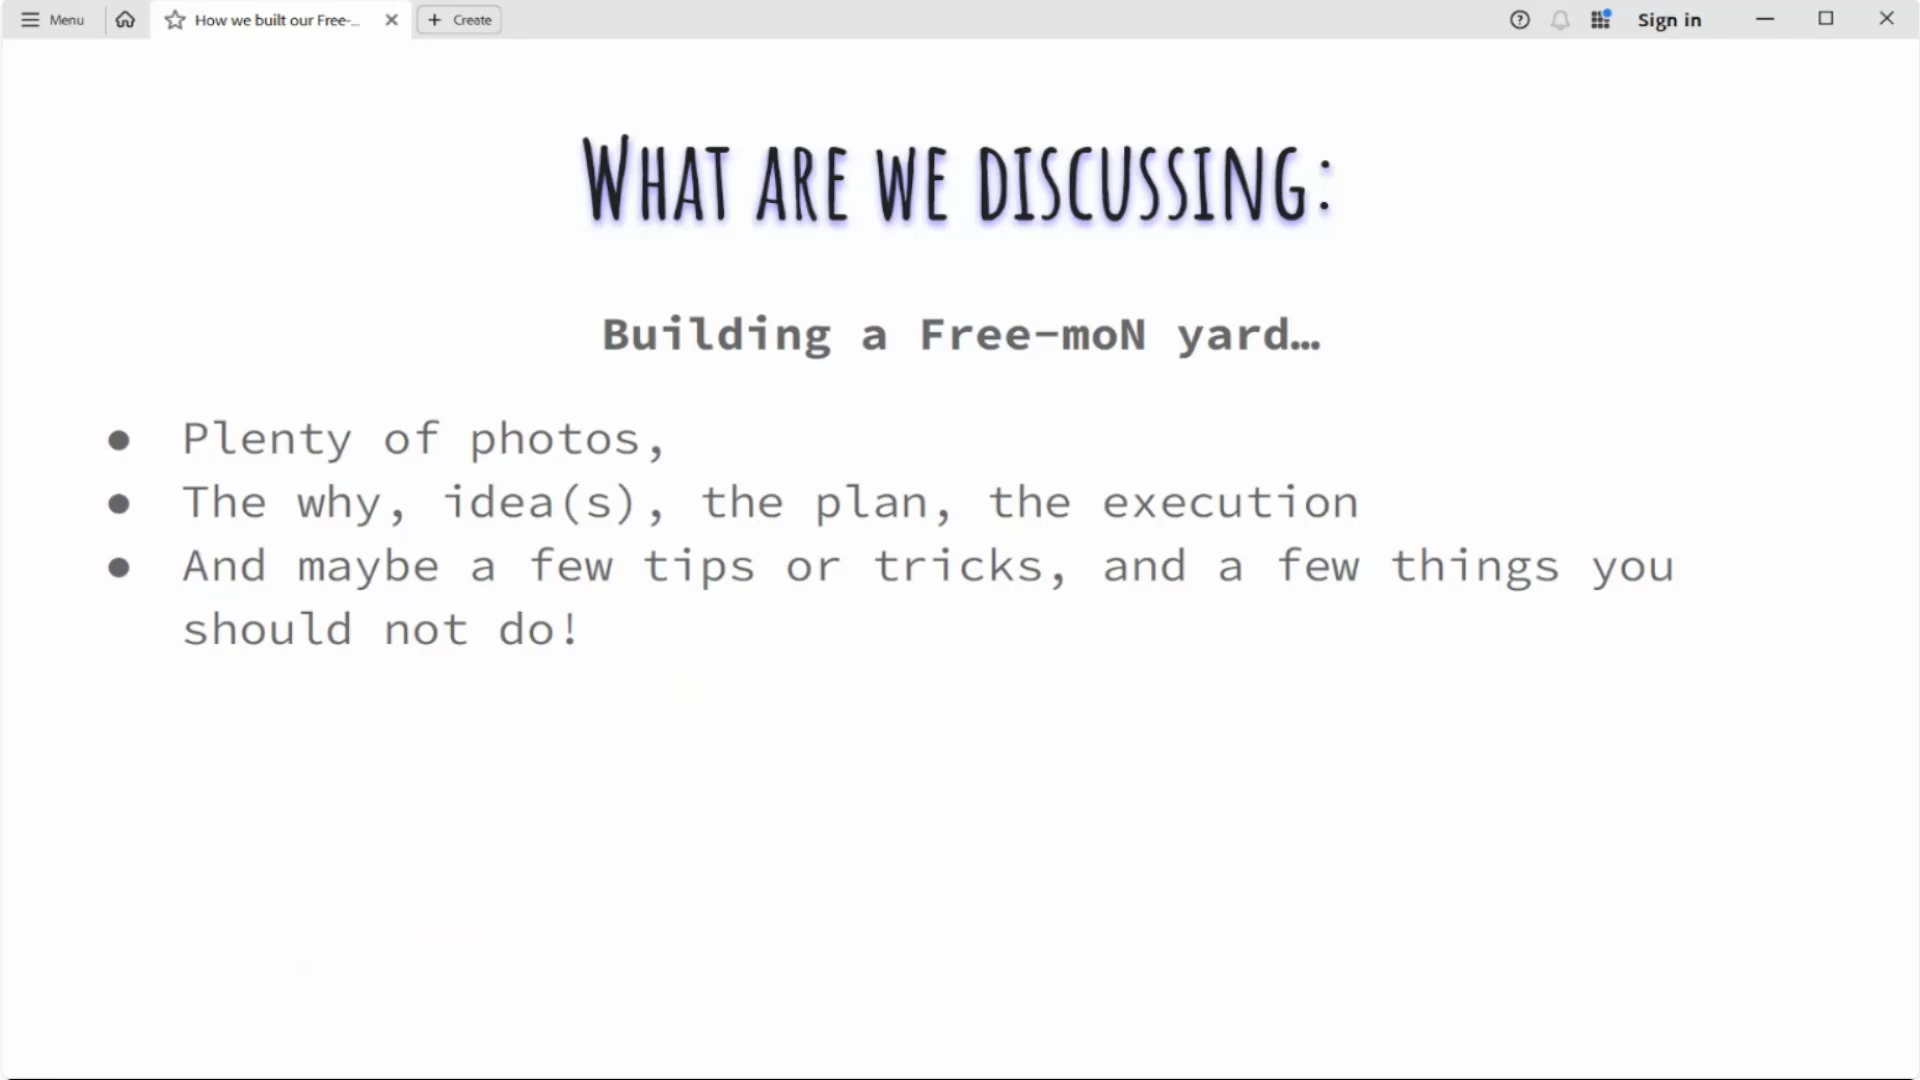 Menu
How we built our Free-...
Create
Sign in
WHAT ARE WE DISCUSSING:
Building a Free-moN yard…
● Plenty of photos,
● The why, idea(s), the plan, the execution
● And maybe a few tips or tricks, and a few things you
should not do!